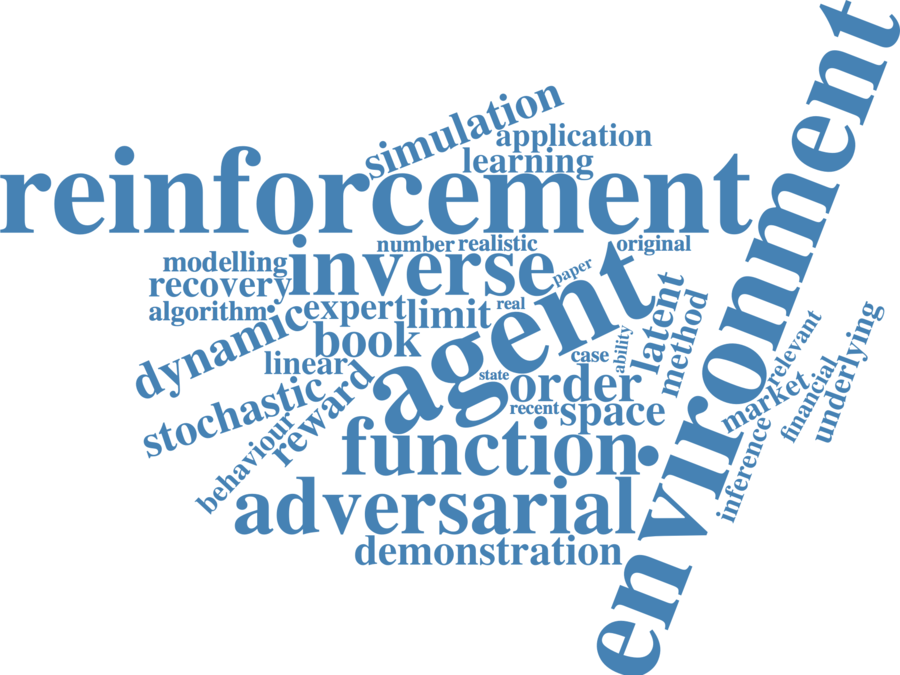 environment
simulation
application
learning
reinforcement
number
realistic
original
modelling
inverse
paper
recovery
agent
latent
algorithm
expert
limit
real
method
dynamic
book
ability
relevant
linear
case
underlying
stochastic
reward
state
order
market
financial
recent
space
behaviour
function
inference
adversarial
demonstration